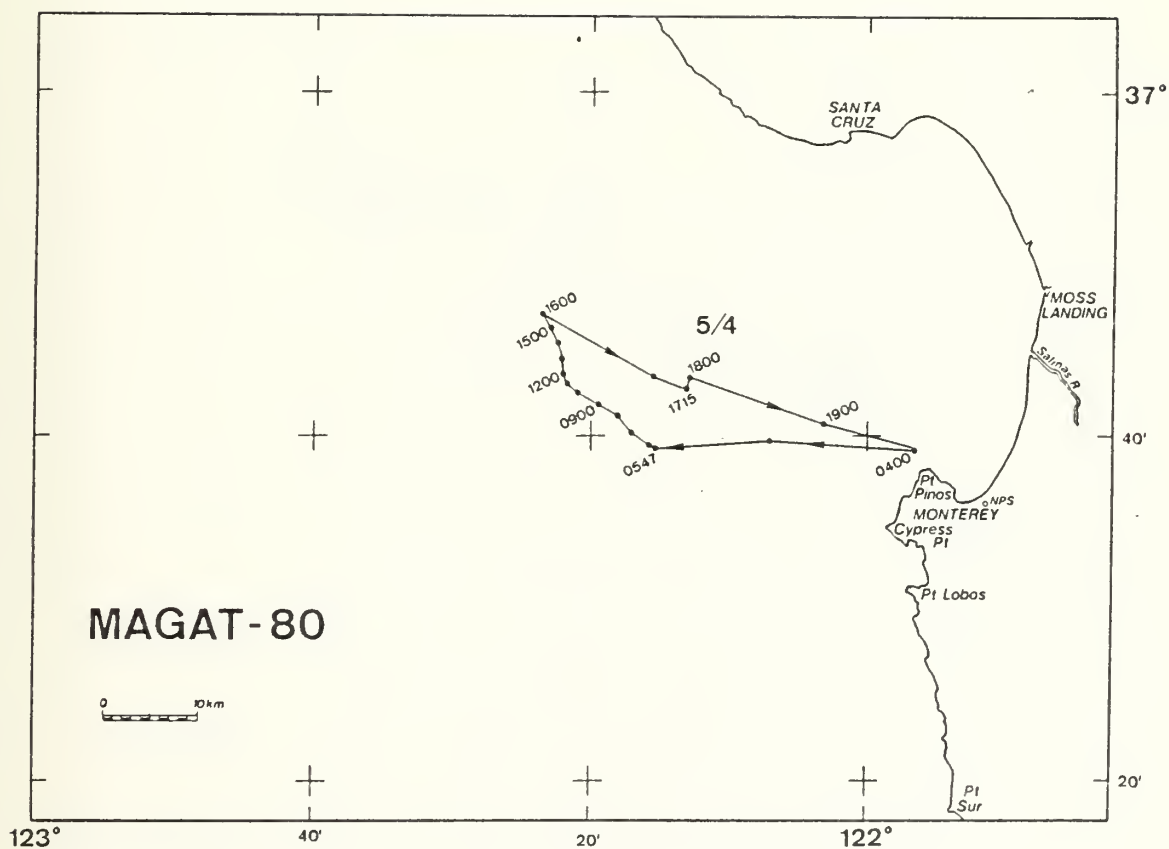 37°
SANTA
CRUZ
MOSS
LANDING
Salinas R
1600
1500
5/4
1800
1200
1715
0900
1900
40'
0547
0400
Pt
Pinos
NPS
MONTEREY
Cypress
Pt
Pt Lobos
MAGAT-80
0 10km
20'
Pt
Sur
123°
40'
20'
122°